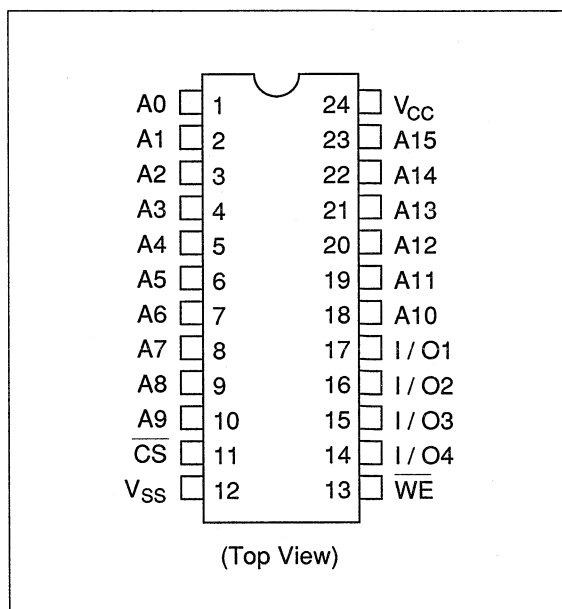 A0 1 24 VCC
A1 2 23 A15
A2 3 22 A14
A3 4 21 A13
A4 5 20 A12
A5 6 19 A11
A6 7 18 A10
A7 8 17 I / O1
A8 9 16 I / O2
A9 10 15 I / O3
C̅S̅ 11 14 I / O4
VSS 12 13 W̅E̅
(Top View)